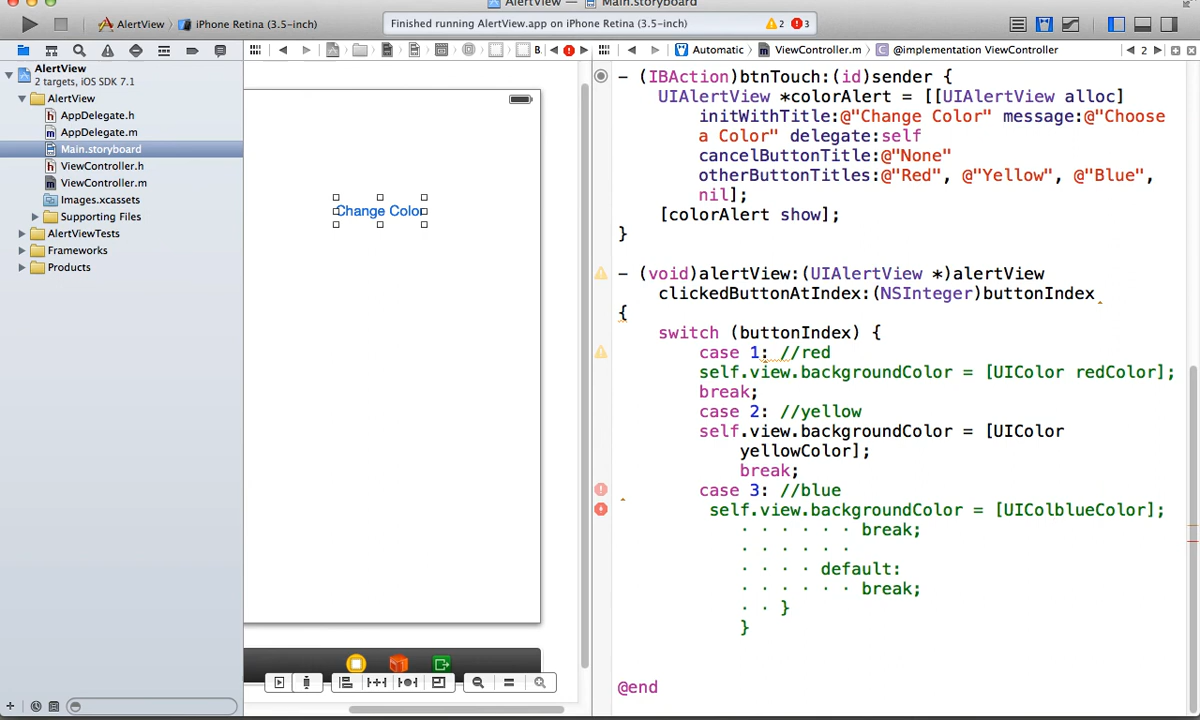 AlertView — Main.storyboard
AlertView iPhone Retina (3.5-inch)
Finished running AlertView.app on iPhone Retina (3.5-inch)
2 3
B
Automatic ViewController.m @implementation ViewController
2
AlertView
2 targets, iOS SDK 7.1
AlertView
AppDelegate.h
AppDelegate.m
Main.storyboard
ViewController.h
ViewController.m
Images.xcassets
Supporting Files
AlertViewTests
Frameworks
Products
Change Color
- (IBAction)btnTouch:(id)sender {
UIAlertView *colorAlert = [[UIAlertView alloc]
initWithTitle:@"Change Color" message:@"Choose
a Color" delegate:self
cancelButtonTitle:@"None"
otherButtonTitles:@"Red", @"Yellow", @"Blue",
nil];
[colorAlert show];
}
- (void)alertView:(UIAlertView *)alertView
clickedButtonAtIndex:(NSInteger)buttonIndex
{
switch (buttonIndex) {
case 1: //red
self.view.backgroundColor = [UIColor redColor];
break;
case 2: //yellow
self.view.backgroundColor = [UIColor
yellowColor];
break;
case 3: //blue
self.view.backgroundColor = [UIColblueColor];
break;
default:
break;
}
}
@end